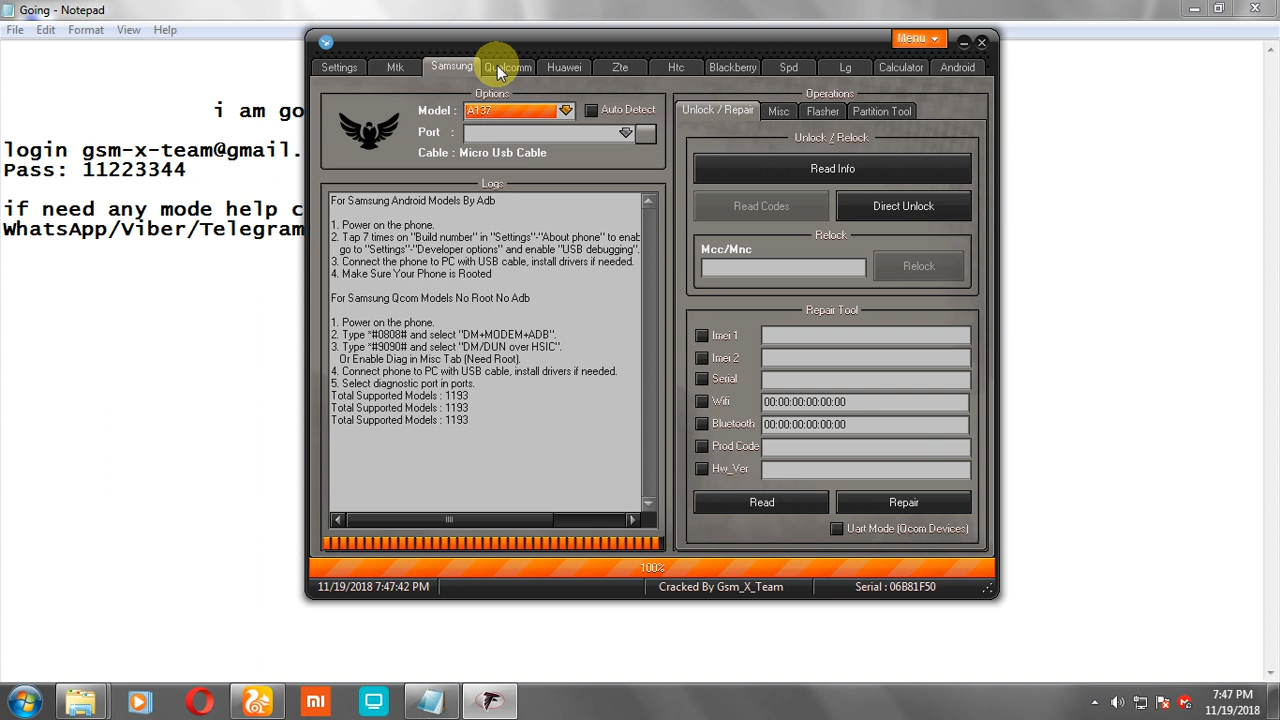 Going - Notepad
File Edit Format View Help
i am go
login gsm-x-team@gmail.
Pass: 11223344
if need any mode help c
WhatsApp/Viber/Telegram
Menu
Settings Mtk Samsung Qualcomm Huawei Zte Htc Blackberry Spd Lg Calculator Android
Options
Model : A137 Auto Detect
Port :
Cable : Micro Usb Cable
Logs
For Samsung Android Models By Adb
1. Power on the phone.
2. Tap 7 times on "Build number" in "Settings"-"About phone" to enab
go to "Settings"-"Developer options" and enable "USB debugging".
3. Connect the phone to PC with USB cable, install drivers if needed.
4. Make Sure Your Phone is Rooted
For Samsung Qcom Models No Root No Adb
1. Power on the phone.
2. Type *#0808# and select "DM+MODEM+ADB".
3. Type *#9090# and select "DM/DUN over HSIC".
Or Enable Diag in Misc Tab (Need Root).
4. Connect phone to PC with USB cable, install drivers if needed.
5. Select diagnostic port in ports.
Total Supported Models : 1193
Total Supported Models : 1193
Total Supported Models : 1193
Operations
Unlock / Repair Misc Flasher Partition Tool
Unlock / Relock
Read Info
Read Codes Direct Unlock
Relock
Mcc/Mnc
Relock
Repair Tool
Imei 1
Imei 2
Serial
Wifi 00:00:00:00:00:00
Bluetooth 00:00:00:00:00:00
Prod Code
Hw_Ver
Read Repair
Uart Mode (Qcom Devices)
100%
11/19/2018 7:47:42 PM Cracked By Gsm_X_Team Serial : 06B81F50
mi
7:47 PM
11/19/2018